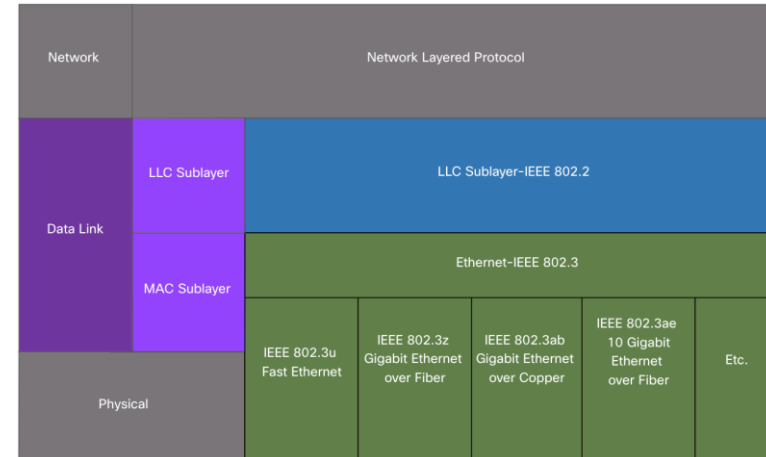 Network
Network Layered Protocol
Data Link
LLC Sublayer
LLC Sublayer-IEEE 802.2
MAC Sublayer
Ethernet-IEEE 802.3
Physical
IEEE 802.3u
Fast Ethernet
IEEE 802.3z
Gigabit Ethernet
over Fiber
IEEE 802.3ab
Gigabit Ethernet
over Copper
IEEE 802.3ae
10 Gigabit
Ethernet
over Fiber
Etc.